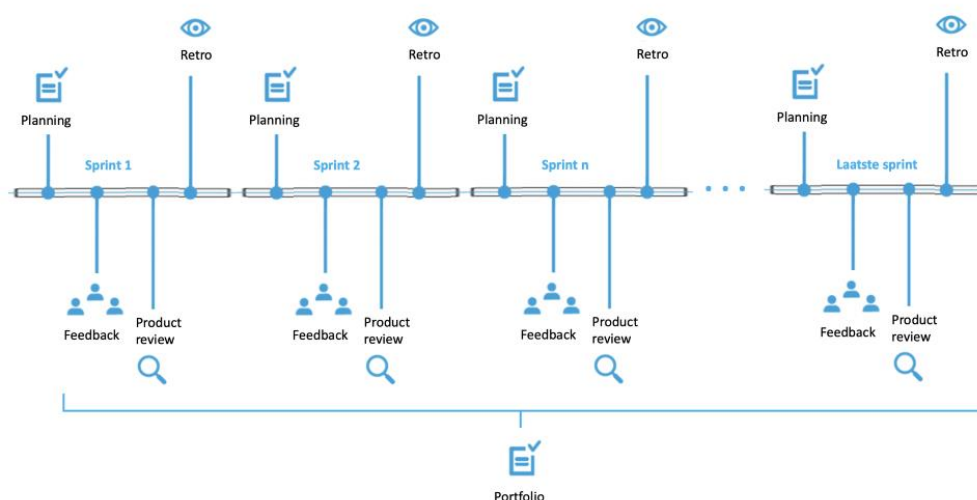 Retro
Retro
Retro
Retro
Planning
Planning
Planning
Planning
Sprint 1
Sprint 2
Sprint n
Laatste sprint
Feedback
Product
review
Feedback
Product
review
Feedback
Product
review
Feedback
Product
review
Portfolio